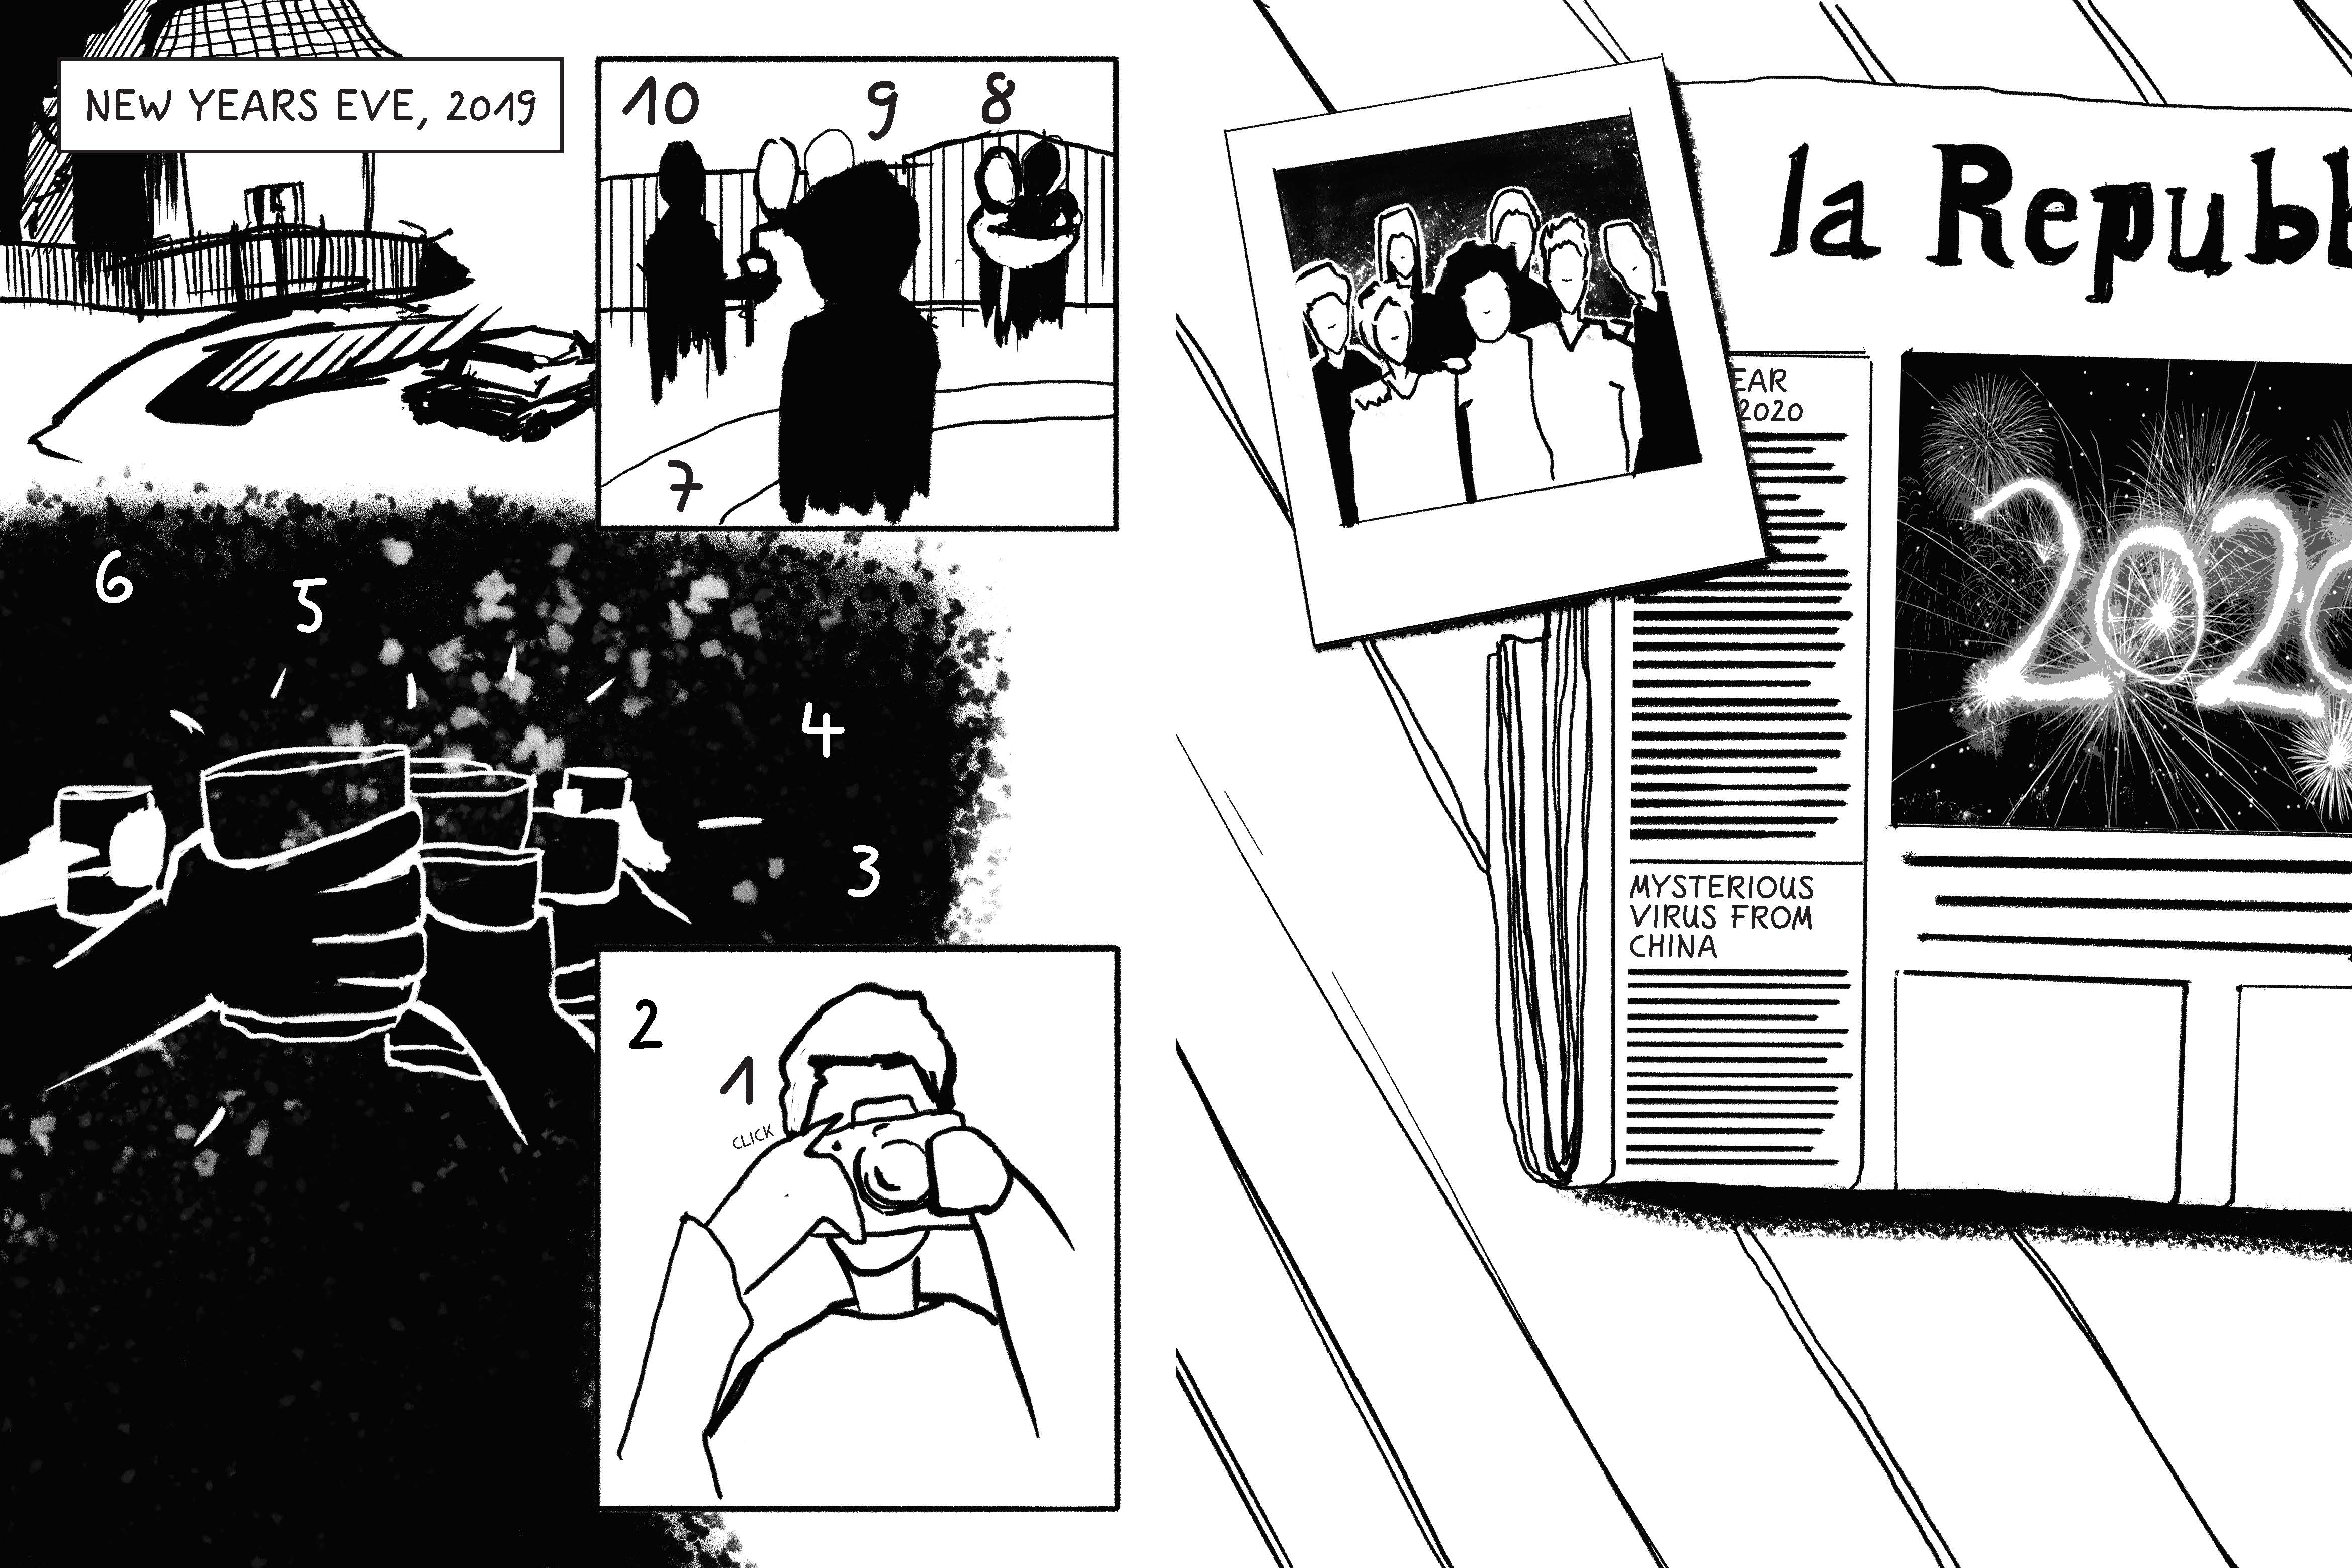 NEW YEARS EVE, 2019
10 9 8
7
6
5
4
3
2
1
CLICK
la Repubb
EAR
2020
2020
MYSTERIOUS
VIRUS FROM
CHINA